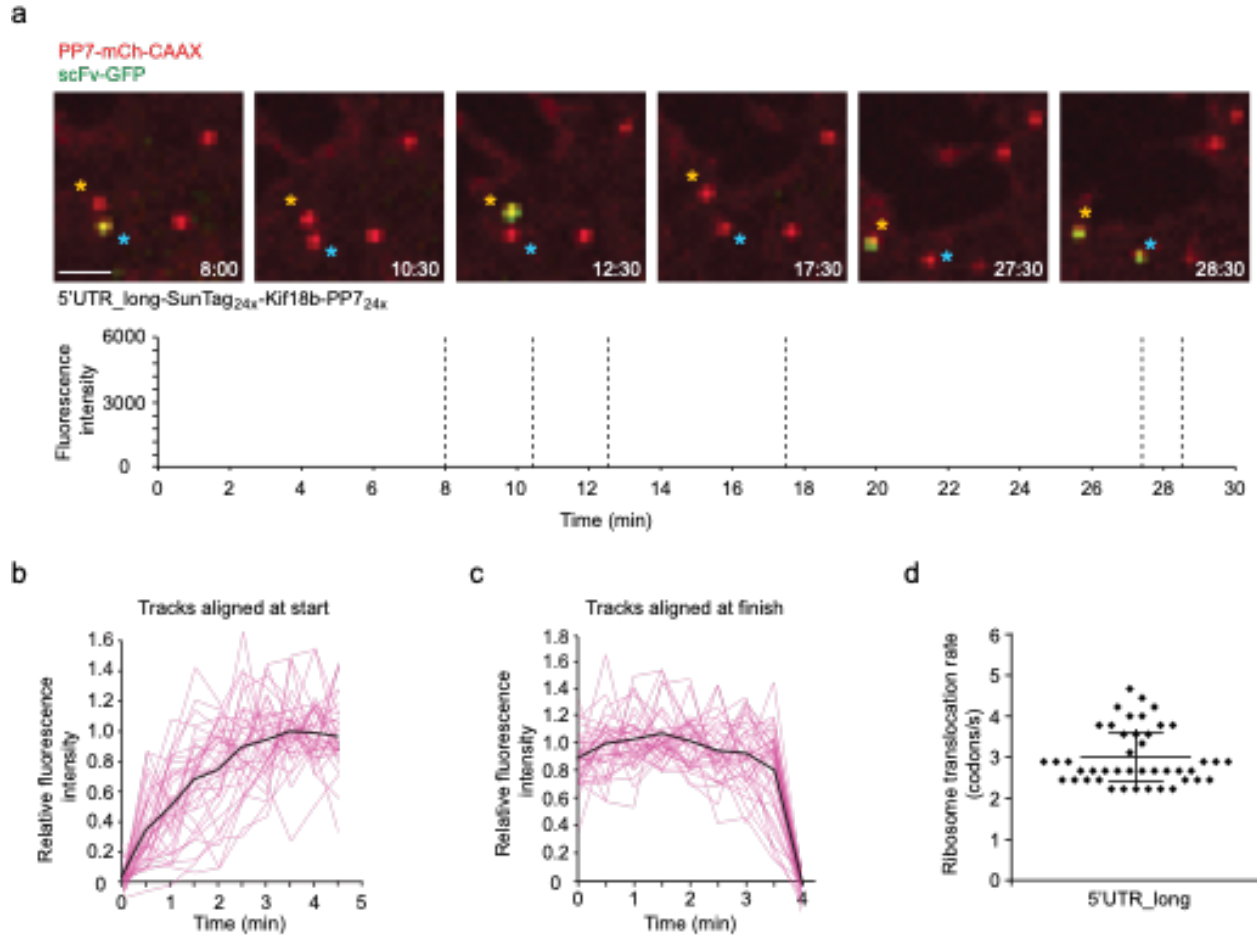 a
PP7-mCh-CAAX
scFv-GFP
* * * * * *
* * * * * *
8:00 10:30 12:30 17:30 27:30 28:30
5'UTR_long-SunTag24x-Kif18b-PP724x
Fluorescence
intensity
6000
3000
0
0 2 4 6 8 10 12 14 16 18 20 22 24 26 28 30
Time (min)
b
Tracks aligned at start
Relative fluorescence
intensity
1.6
1.4
1.2
1.0
0.8
0.6
0.4
0.2
0
0 1 2 3 4 5
Time (min)
c
Tracks aligned at finish
Relative fluorescence
intensity
1.8
1.6
1.4
1.2
1.0
0.8
0.6
0.4
0.2
0
0 1 2 3 4
Time (min)
d
Ribosome translocation rate
(codons/s)
6
5
4
3
2
1
0
5'UTR_long